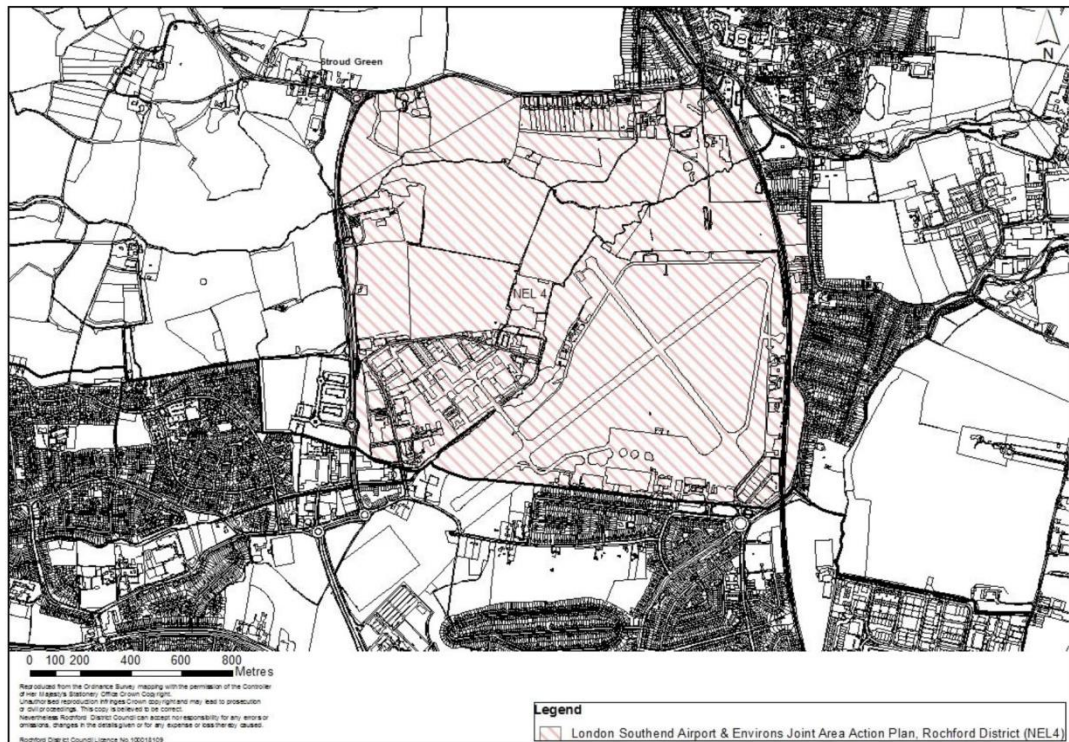 Stroud Green
N
NEL 4
0 100 200 400 600 800
Metres
Reproduced from the Ordnance Survey mapping with the permission of the Controller
of Her Majesty's Stationery Office Crown Copyright.
Unauthorised reproduction infringes Crown copyright and may lead to prosecution
or civil proceedings. This copy is believed to be correct.
Nevertheless Rochford District Council can accept no responsibility for any errors or
omissions, changes in the details given or for any expense or loss thereby caused.
Rochford District Council Licence No. 100018109
Legend
London Southend Airport & Environs Joint Area Action Plan, Rochford District (NEL4)